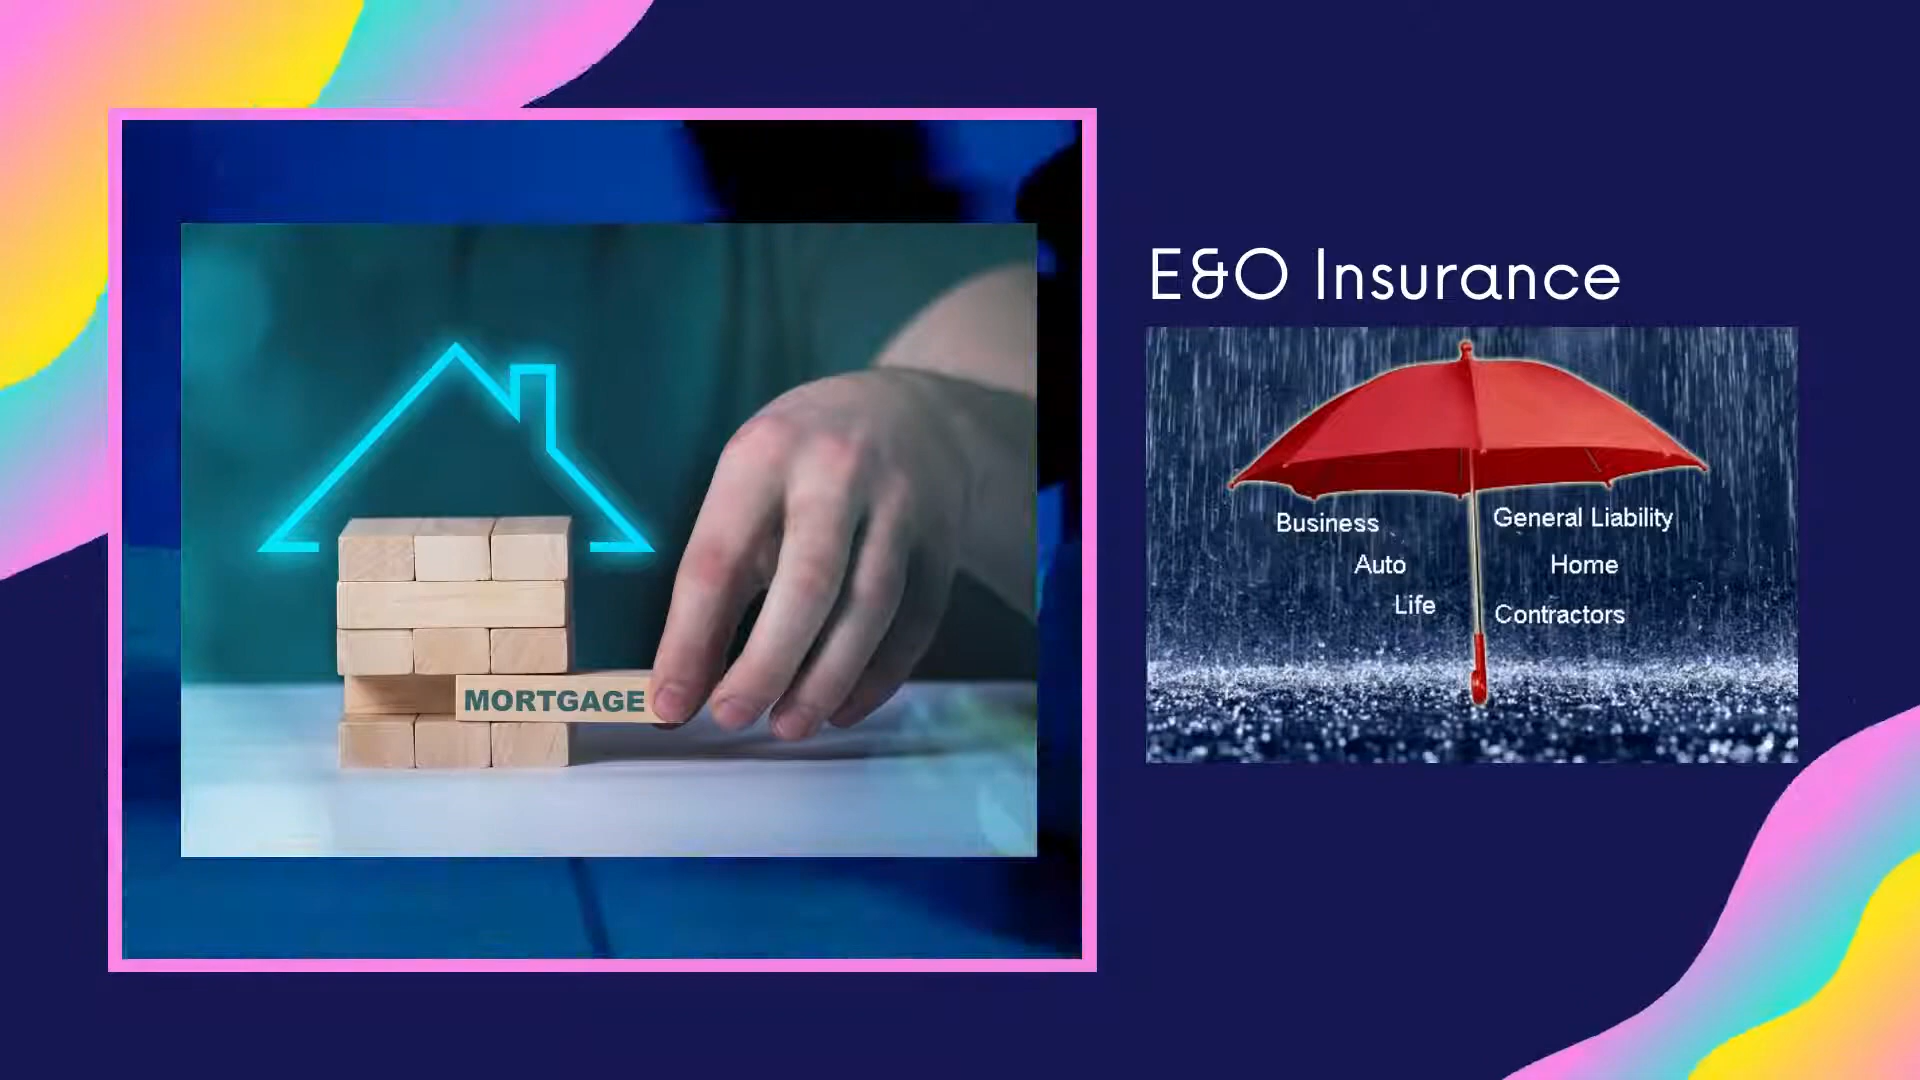 MORTGAGE
E&O Insurance
Business
General Liability
Auto
Home
Life
Contractors